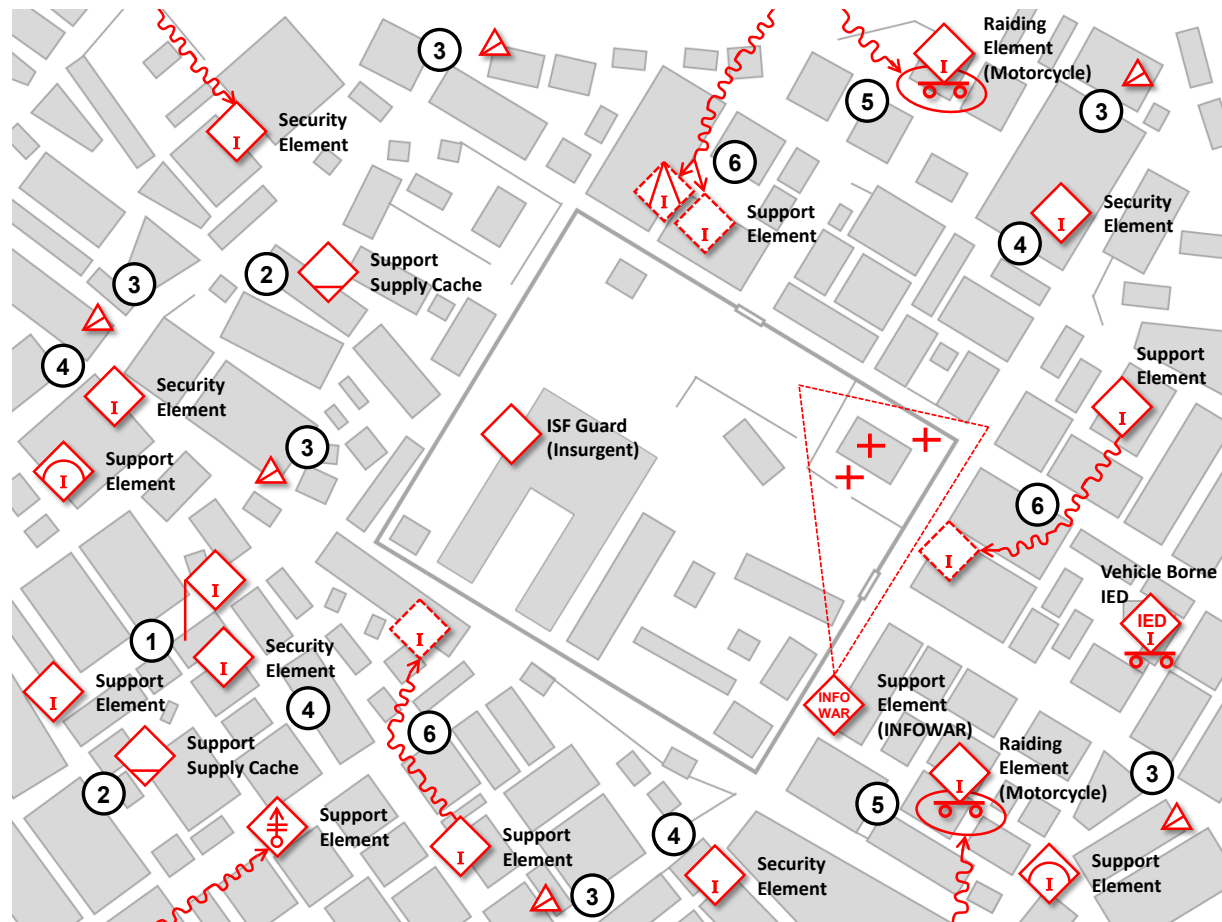 3
Raiding
Element
(Motorcycle)
I
5
3
Security
Element
I
6
I
I
Support
Element
Security
Element
I
4
2
Support
Supply Cache
3
4
Security
Element
I
Support
Element
I
3
ISF Guard
(Insurgent)
Support
Element
I
6
I
Vehicle Borne
IED
IED
I
I
1
Security
Element
I
4
I
Support
Element
I
6
INFO
WAR
Support
Element
(INFOWAR)
Support
Supply Cache
2
Raiding
Element
(Motorcycle)
I
5
3
Support
Element
Support
Element
I
3
4
Security
Element
I
Support
Element
I